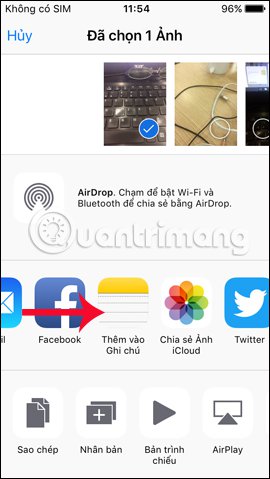 Không có SIM 11:54 96%
Hủy Đã chọn 1 Ảnh
AirDrop. Chạm để bật Wi-Fi và
Bluetooth để chia sẻ bằng AirDrop.
Quantrimang
il Facebook Thêm vào Ghi chú Chia sẻ Ảnh iCloud Twitter
Sao chép Nhân bản Bản trình chiếu AirPlay